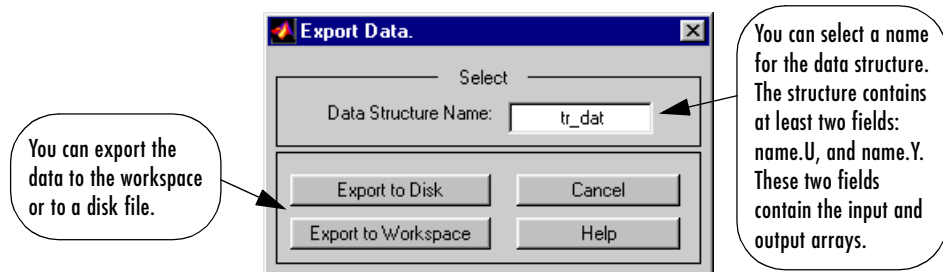 Export Data.
Select
Data Structure Name:
tr_dat
Export to Disk
Cancel
Export to Workspace
Help
You can export the
data to the workspace
or to a disk file.
You can select a name
for the data structure.
The structure contains
at least two fields:
name.U, and name.Y.
These two fields
contain the input and
output arrays.